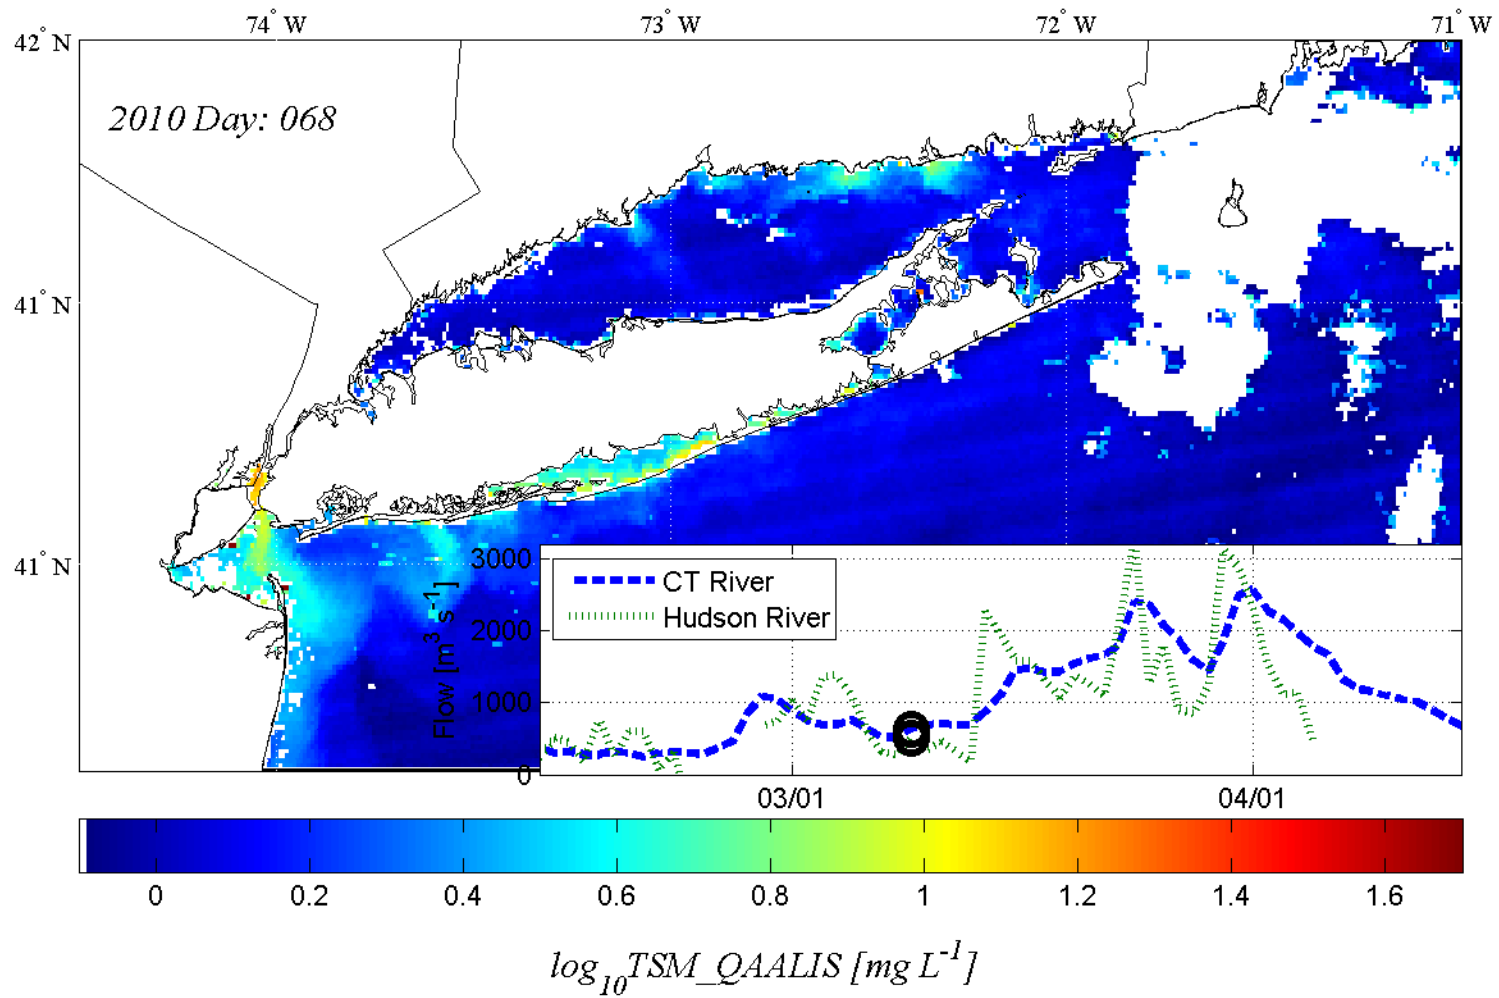 74° W 73° W 72° W 71° W
42° N
2010 Day: 068
41° N
41° N
Flow [m³ s⁻¹]
3000
2000
1000
0
CT River
Hudson River
03/01 04/01
0 0.2 0.4 0.6 0.8 1 1.2 1.4 1.6
log₁₀TSM_QAALIS [mg L⁻¹]